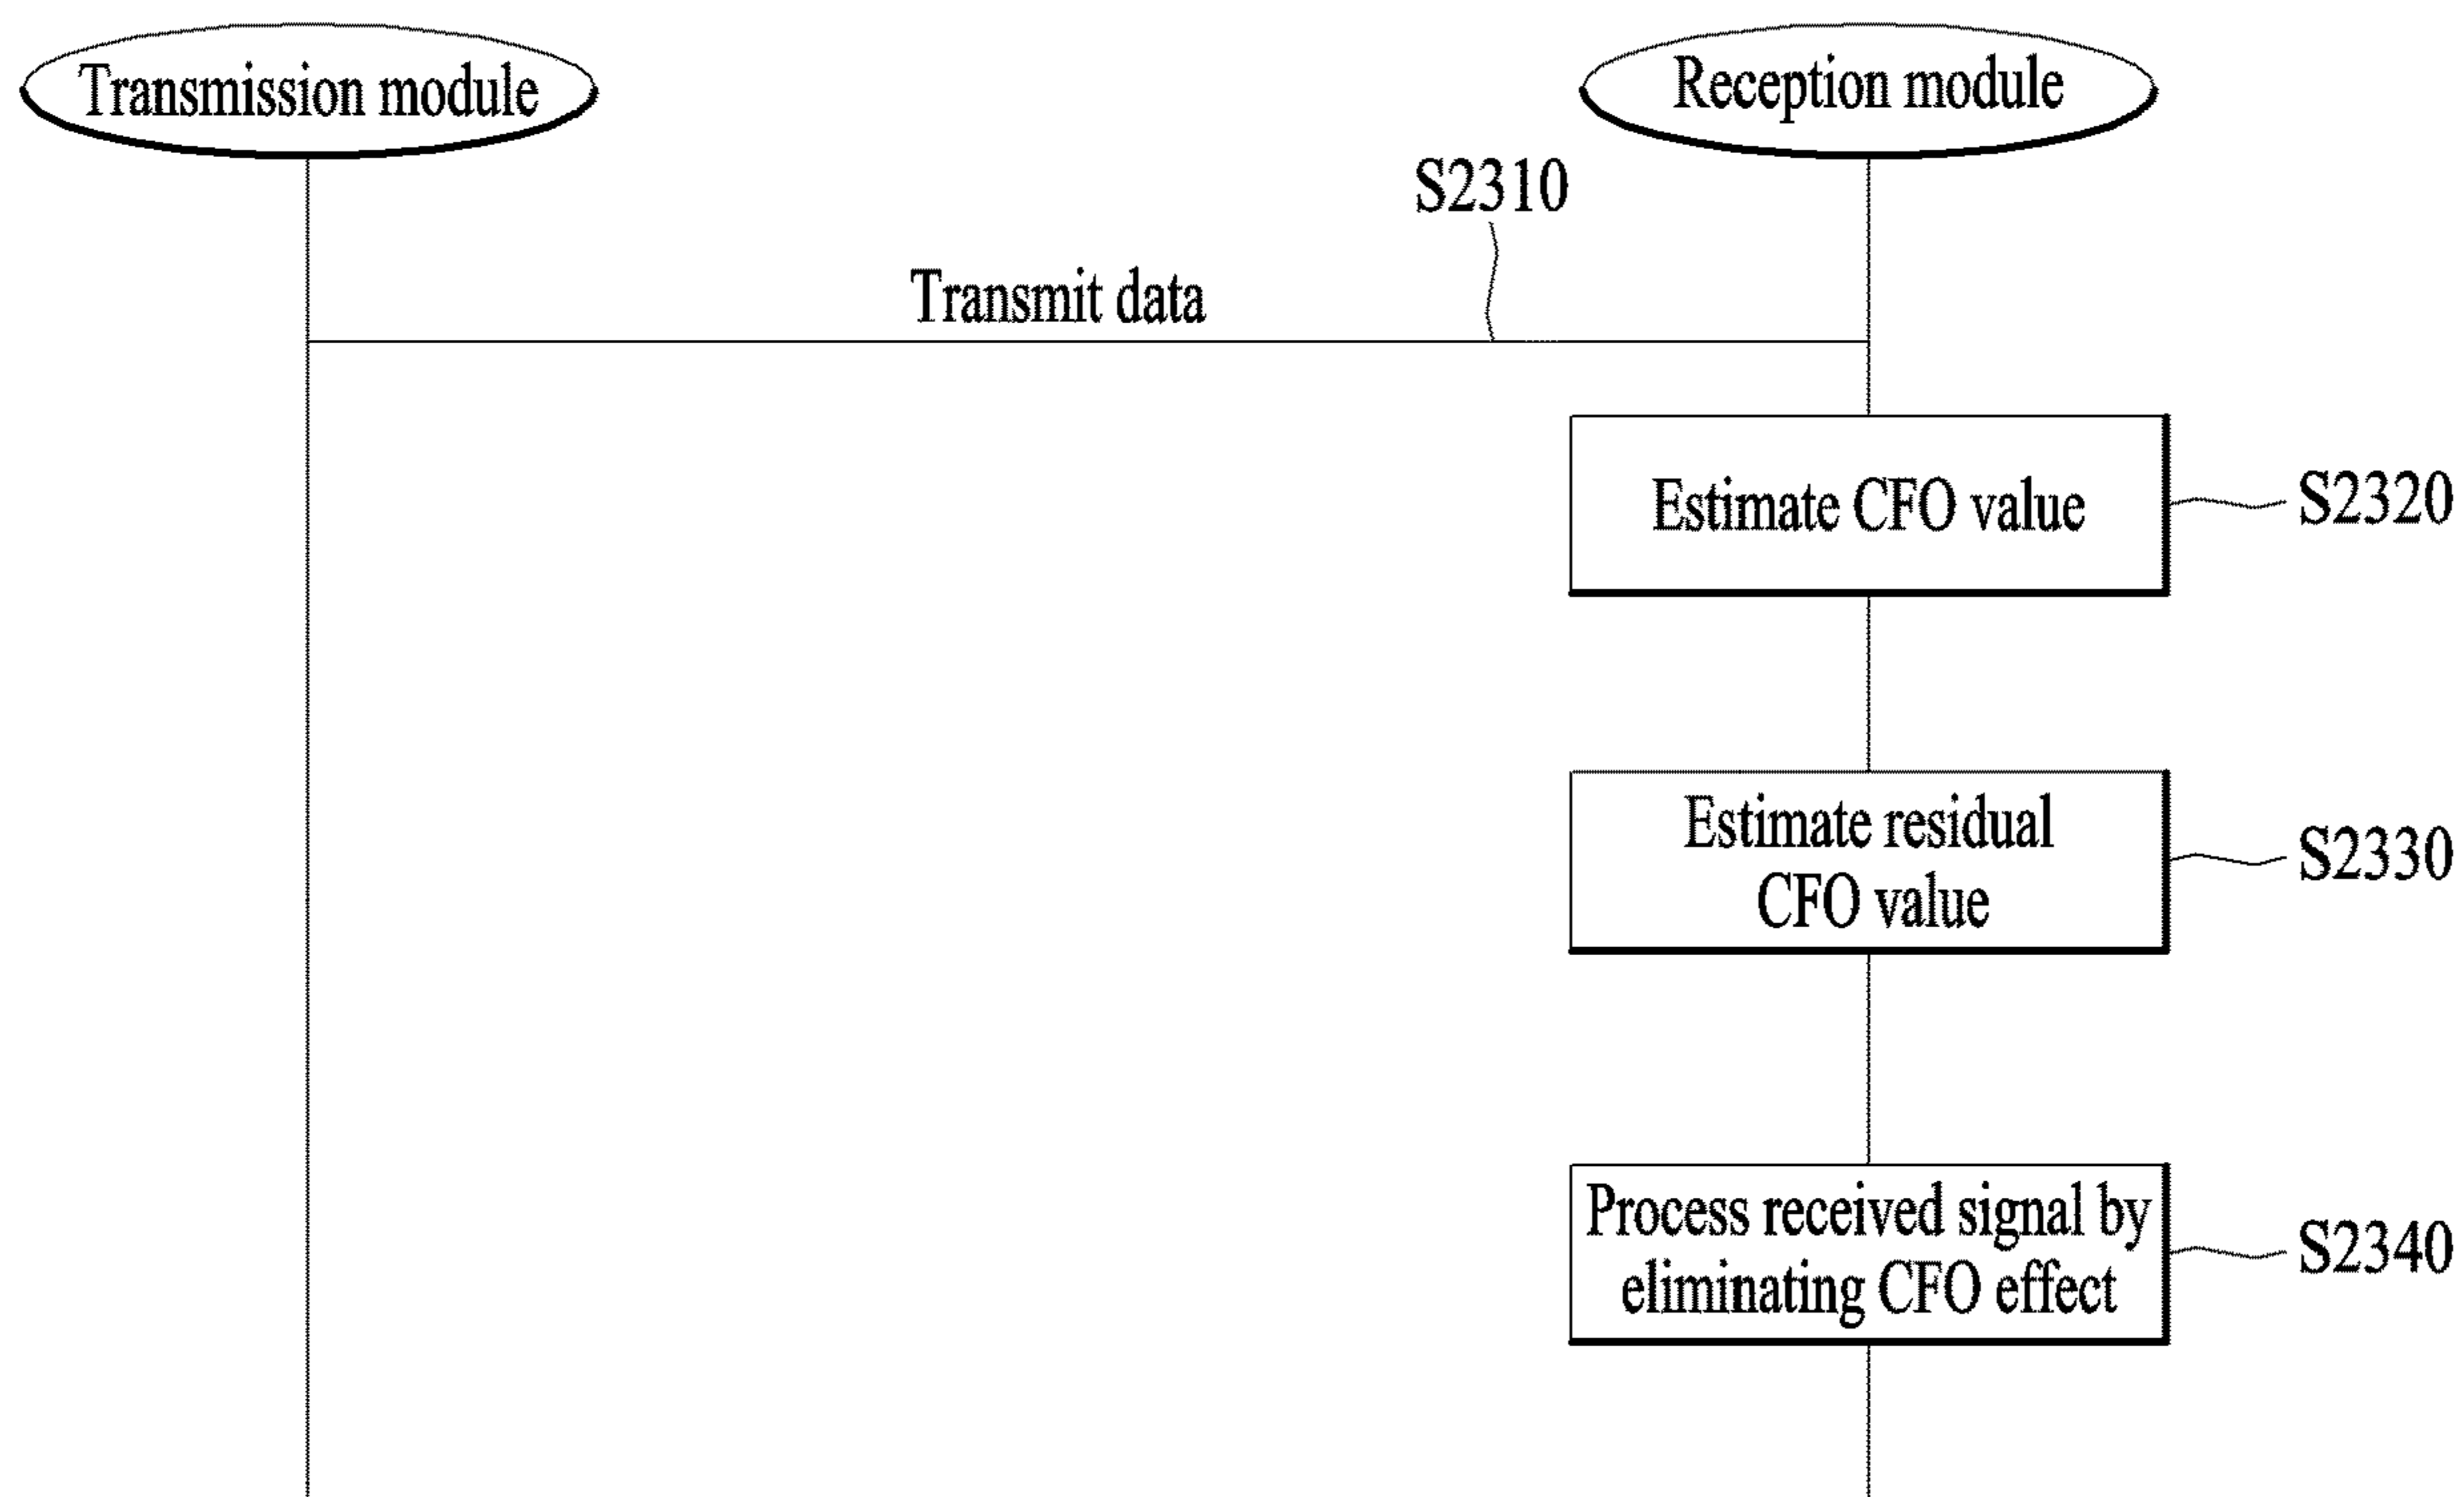 Transmission module
Reception module
S2310
Transmit data
Estimate CFO value
S2320
Estimate residual
CFO value
S2330
Process received signal by
eliminating CFO effect
S2340